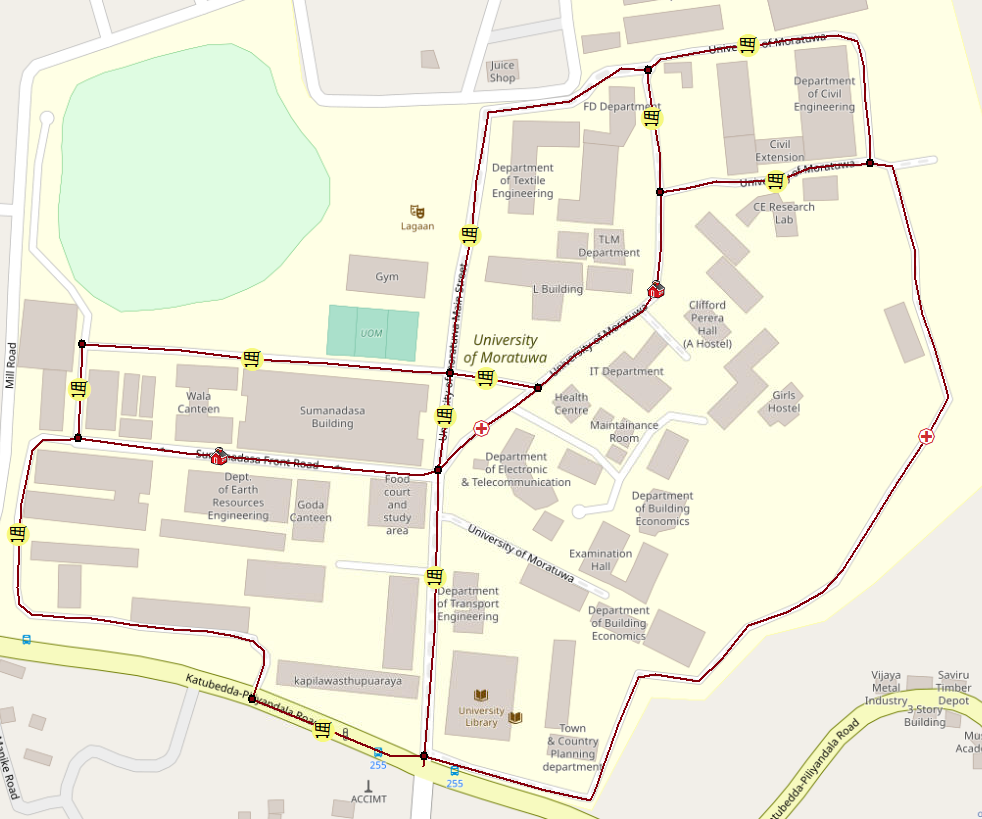 University of Moratuwa
Juice
Shop
FD Department
Department
of Civil
Engineering
Civil
Extension
University of Moratuwa
Department
of Textile
Engineering
CE Research
Lab
Lagaan
TLM
Department
Gym
L Building
University of Moratuwa Main Street
UOM
University
of Moratuwa
University of Moratuwa
Clifford
Perera
Hall
(A Hostel)
Mill Road
IT Department
Wala
Canteen
Sumanadasa
Building
Health
Centre
Girls
Hostel
Maintainance
Room
Sumanadasa Front Road
Department
of Electronic
& Telecommunication
Dept.
of Earth
Resources
Engineering
Goda
Canteen
Food
court
and
study
area
Department
of Building
Economics
University of Moratuwa
Examination
Hall
Department
of Transport
Engineering
Department
of Building
Economics
kapilawasthupuaraya
Katubedda-Piliyandala Road
University
Library
Town
& Country
Planning
department
Vijaya
Metal
Industry
Saviru
Timber
Depot
3 Story
Building
Katubedda-Piliyandala Road
255
255
ACCIMT
Manike Road